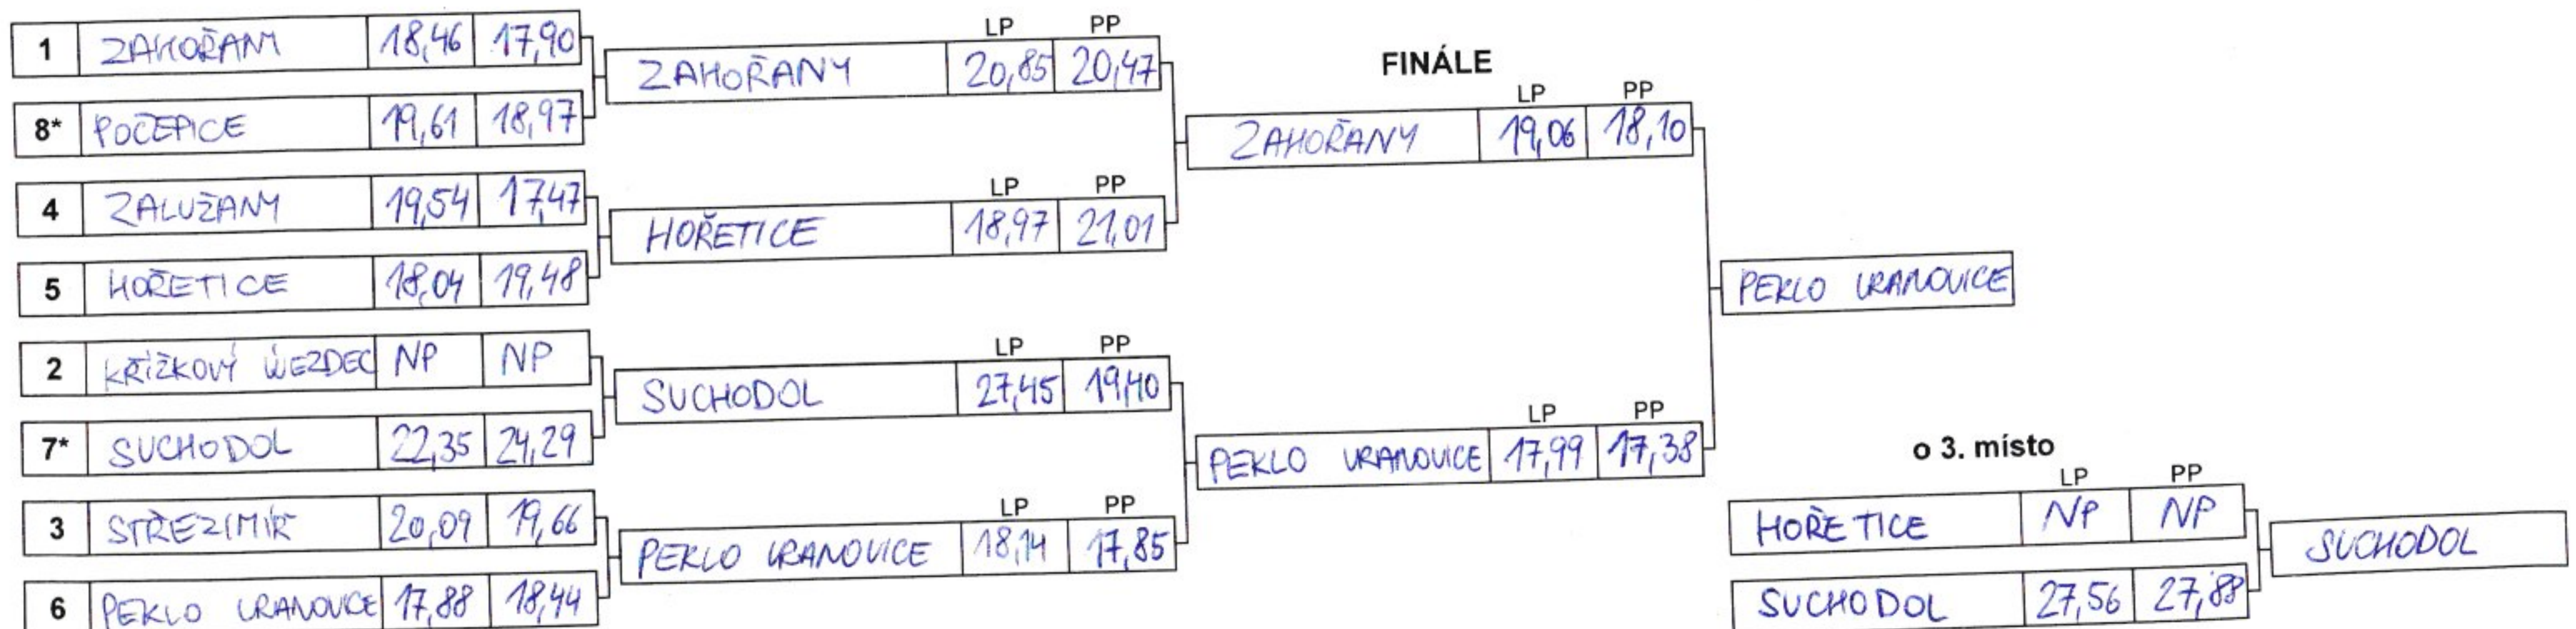 1 ZAHOŘANY 18,46 17,90
8* POČEPICE 19,61 18,97
4 ZALUŽANY 19,54 17,47
5 HOŘETICE 18,04 19,48
2 KŘÍŽKOVÝ ÚJEZDEC NP NP
7* SUCHODOL 22,35 24,29
3 STŘEZIMÍŘ 20,09 19,66
6 PEKLO VRANOVICE 17,88 18,44
LP PP
ZAHOŘANY 20,85 20,47
LP PP
HOŘETICE 18,97 21,01
LP PP
SUCHODOL 27,45 19,40
LP PP
PEKLO VRANOVICE 18,14 17,85
FINÁLE
LP PP
ZAHOŘANY 19,06 18,10
LP PP
PEKLO VRANOVICE 17,99 17,38
PEKLO VRANOVICE
o 3. místo
LP PP
HOŘETICE NP NP
SUCHODOL 27,56 27,88
SUCHODOL